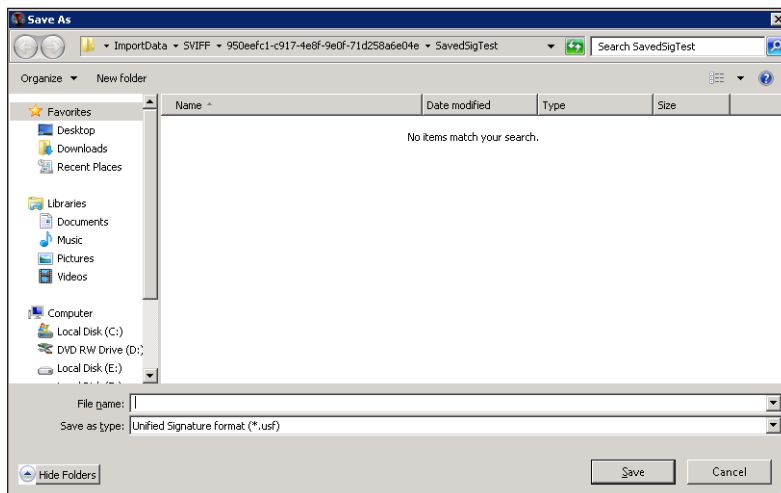 Save As
ImportData SVIFF 950eefc1-c917-4e8f-9e0f-71d258a6e04e SavedSigTest Search SavedSigTest
Organize New folder
Favorites Name Date modified Type Size
Desktop No items match your search.
Downloads
Recent Places
Libraries
Documents
Music
Pictures
Videos
Computer
Local Disk (C:)
DVD RW Drive (D:)
Local Disk (E:)
File name:
Save as type: Unified Signature format (*.usf)
Hide Folders Save Cancel